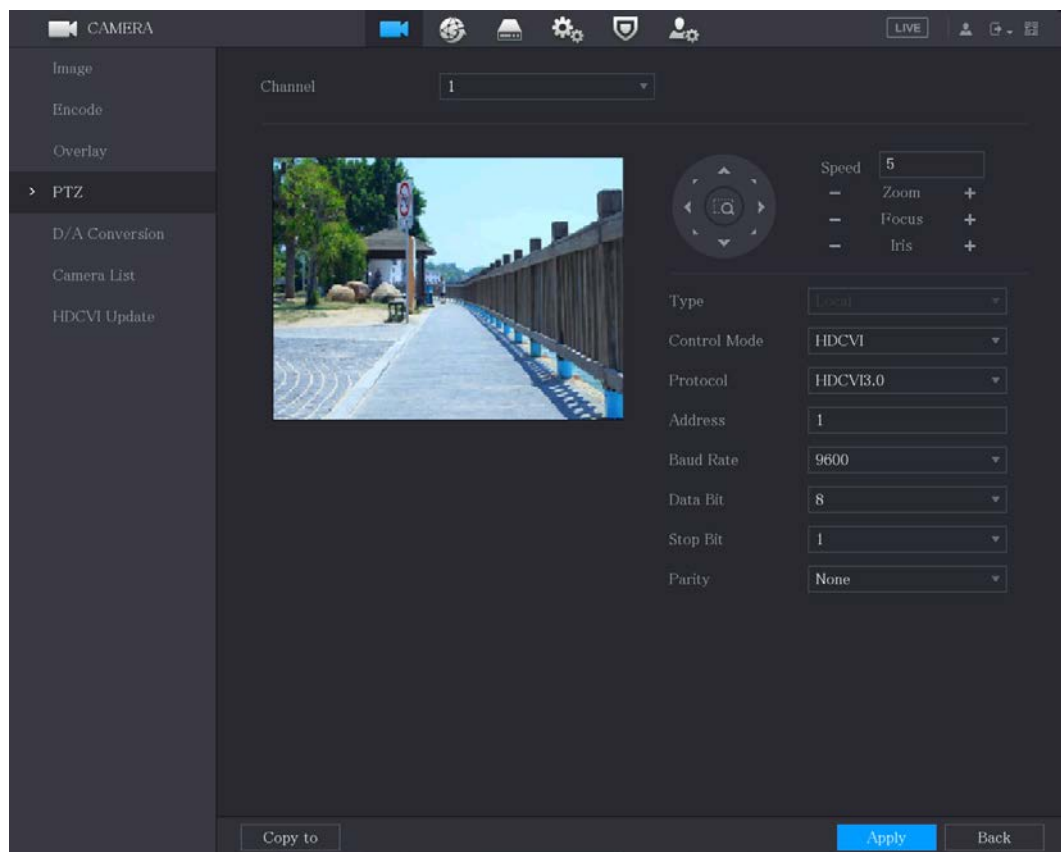 CAMERA
LIVE
Image
Encode
Overlay
PTZ
D/A Conversion
Camera List
HDCVI Update
Channel 1
Speed 5
Zoom
Focus
Iris
Type Local
Control Mode HDCVI
Protocol HDCVI3.0
Address 1
Baud Rate 9600
Data Bit 8
Stop Bit 1
Parity None
Copy to
Apply
Back